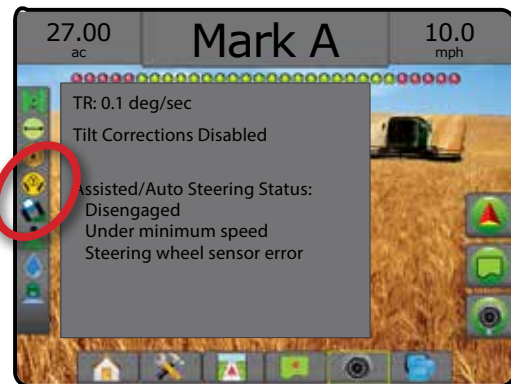 27.00
ac
Mark A
10.0
mph
TR: 0.1 deg/sec
Tilt Corrections Disabled
Assisted/Auto Steering Status:
Disengaged
Under minimum speed
Steering wheel sensor error